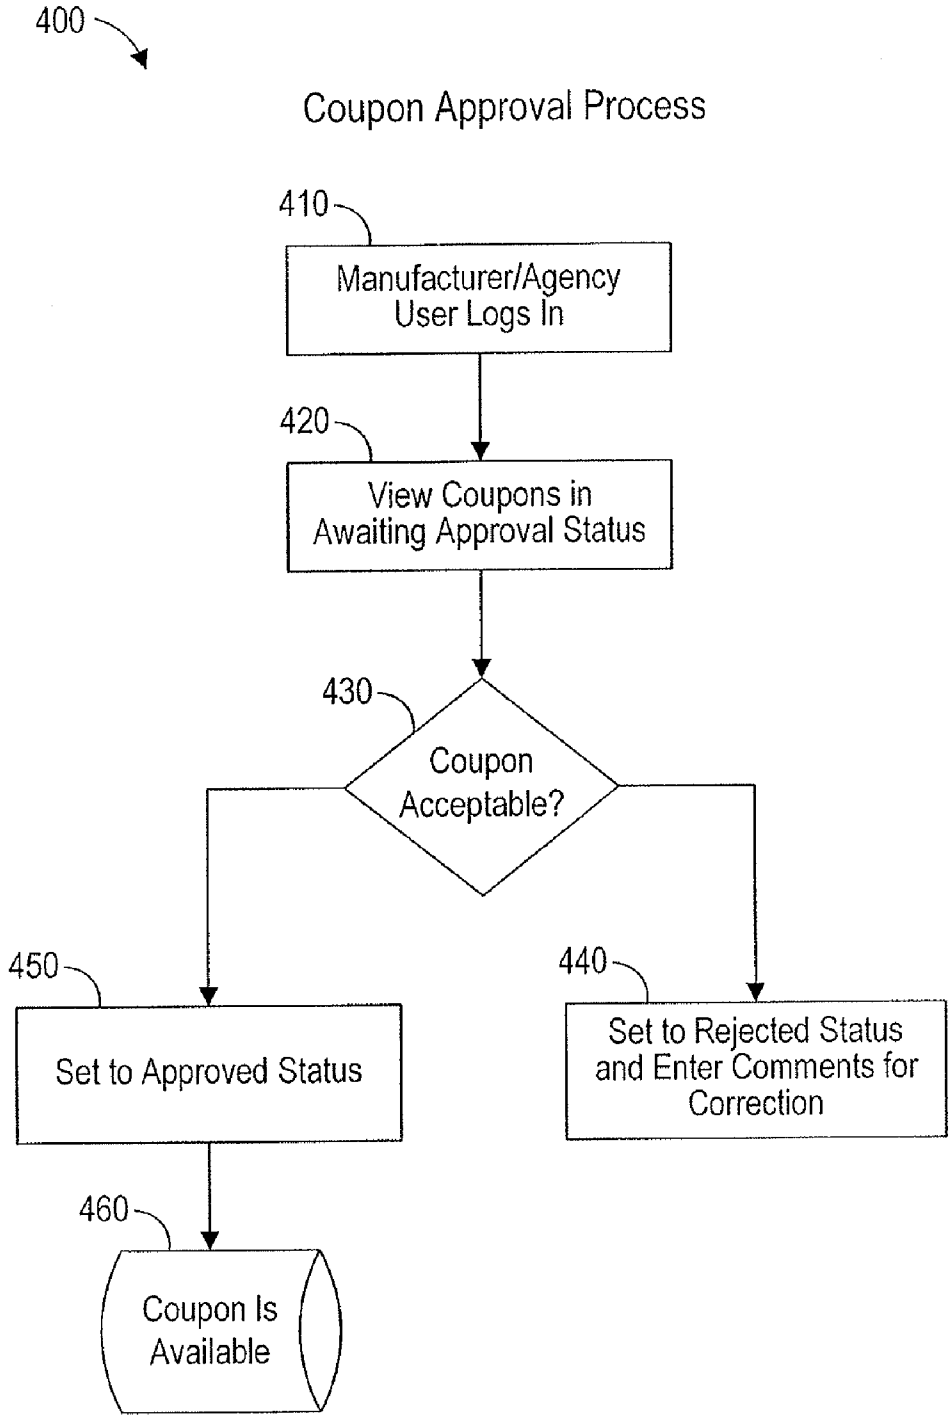 400
Coupon Approval Process
410
Manufacturer/Agency
User Logs In
420
View Coupons in
Awaiting Approval Status
430
Coupon
Acceptable?
450
Set to Approved Status
440
Set to Rejected Status
and Enter Comments for
Correction
460
Coupon Is
Available